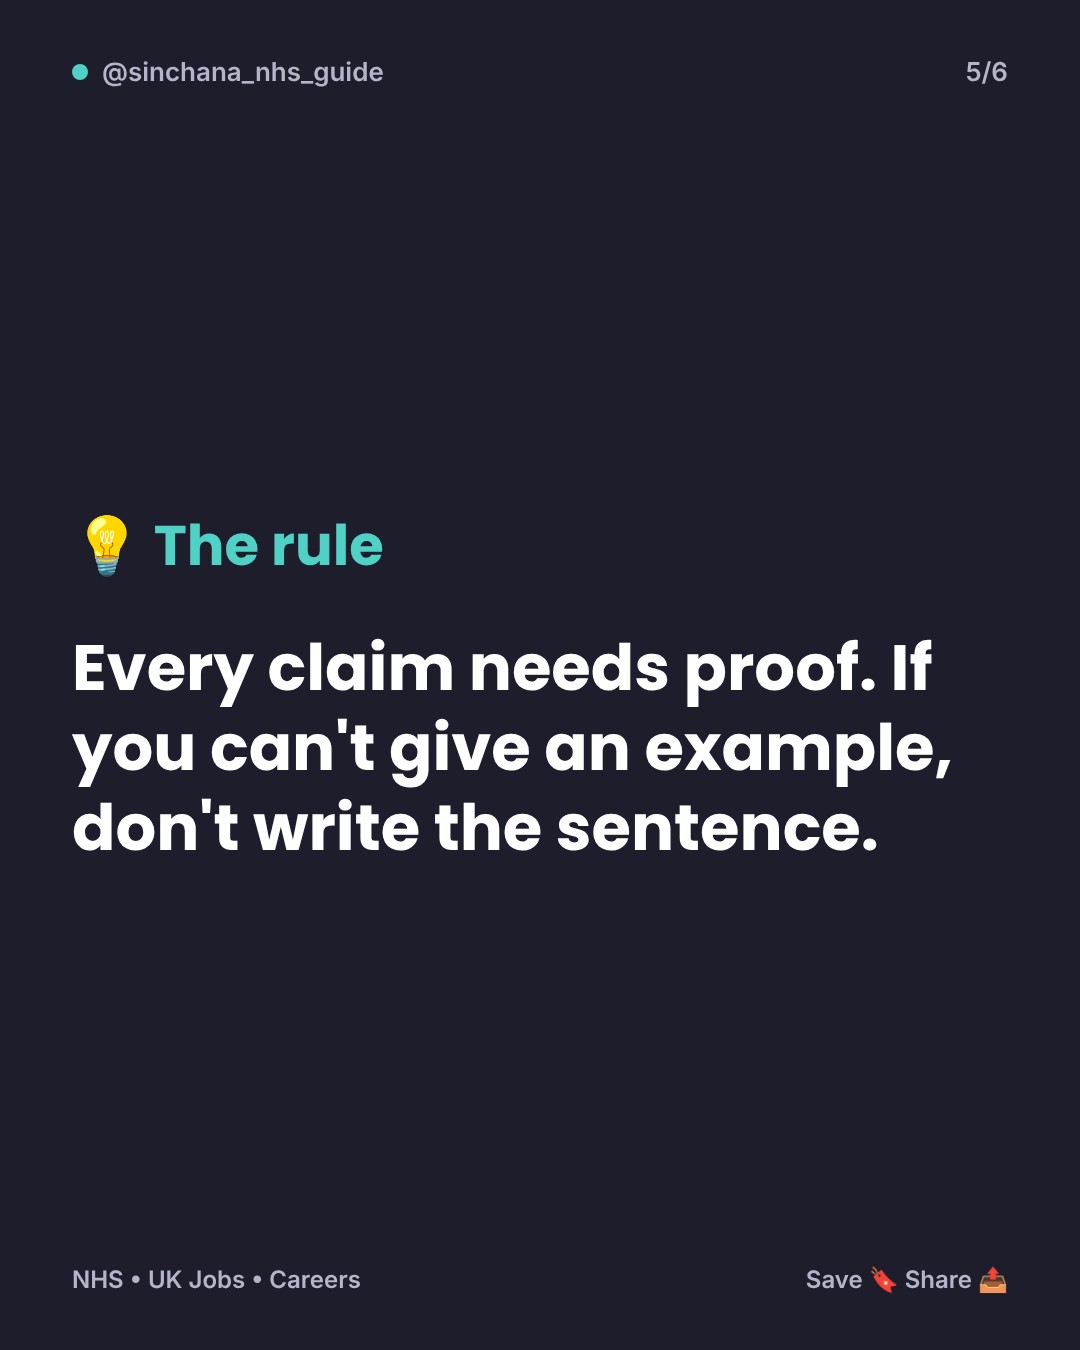 @sinchana_nhs_guide
5/6
💡 The rule
Every claim needs proof. If
you can't give an example,
don't write the sentence.
NHS • UK Jobs • Careers
Save 🔖 Share 📤